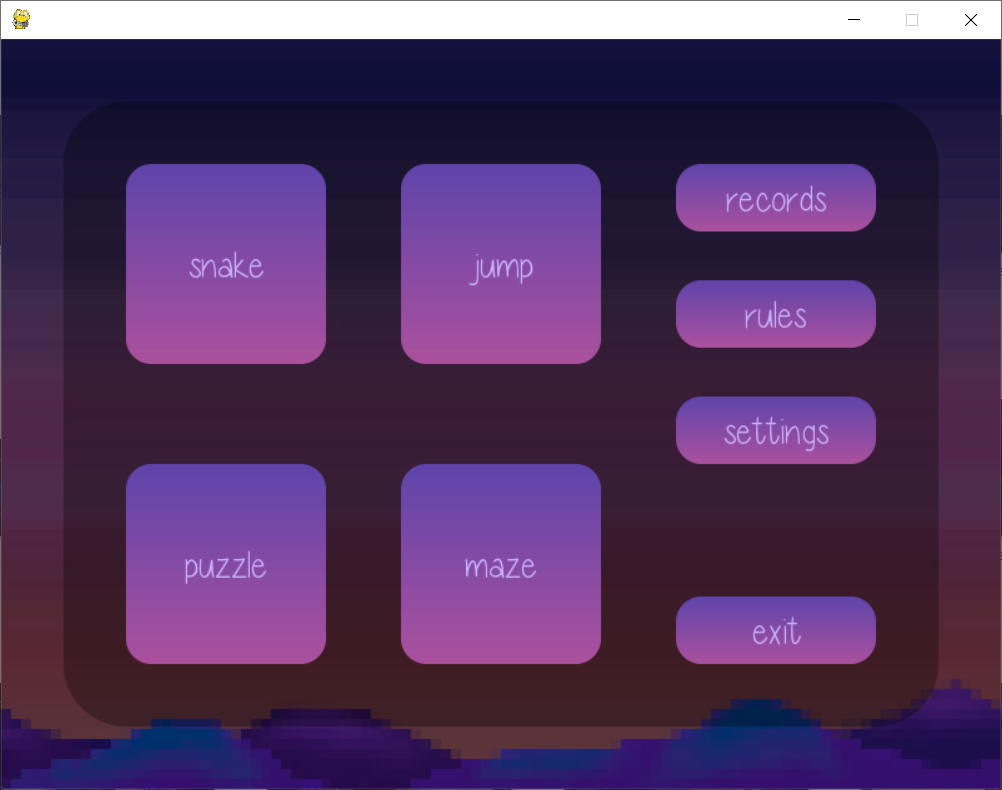 snake
jump
records
rules
settings
puzzle
maze
exit